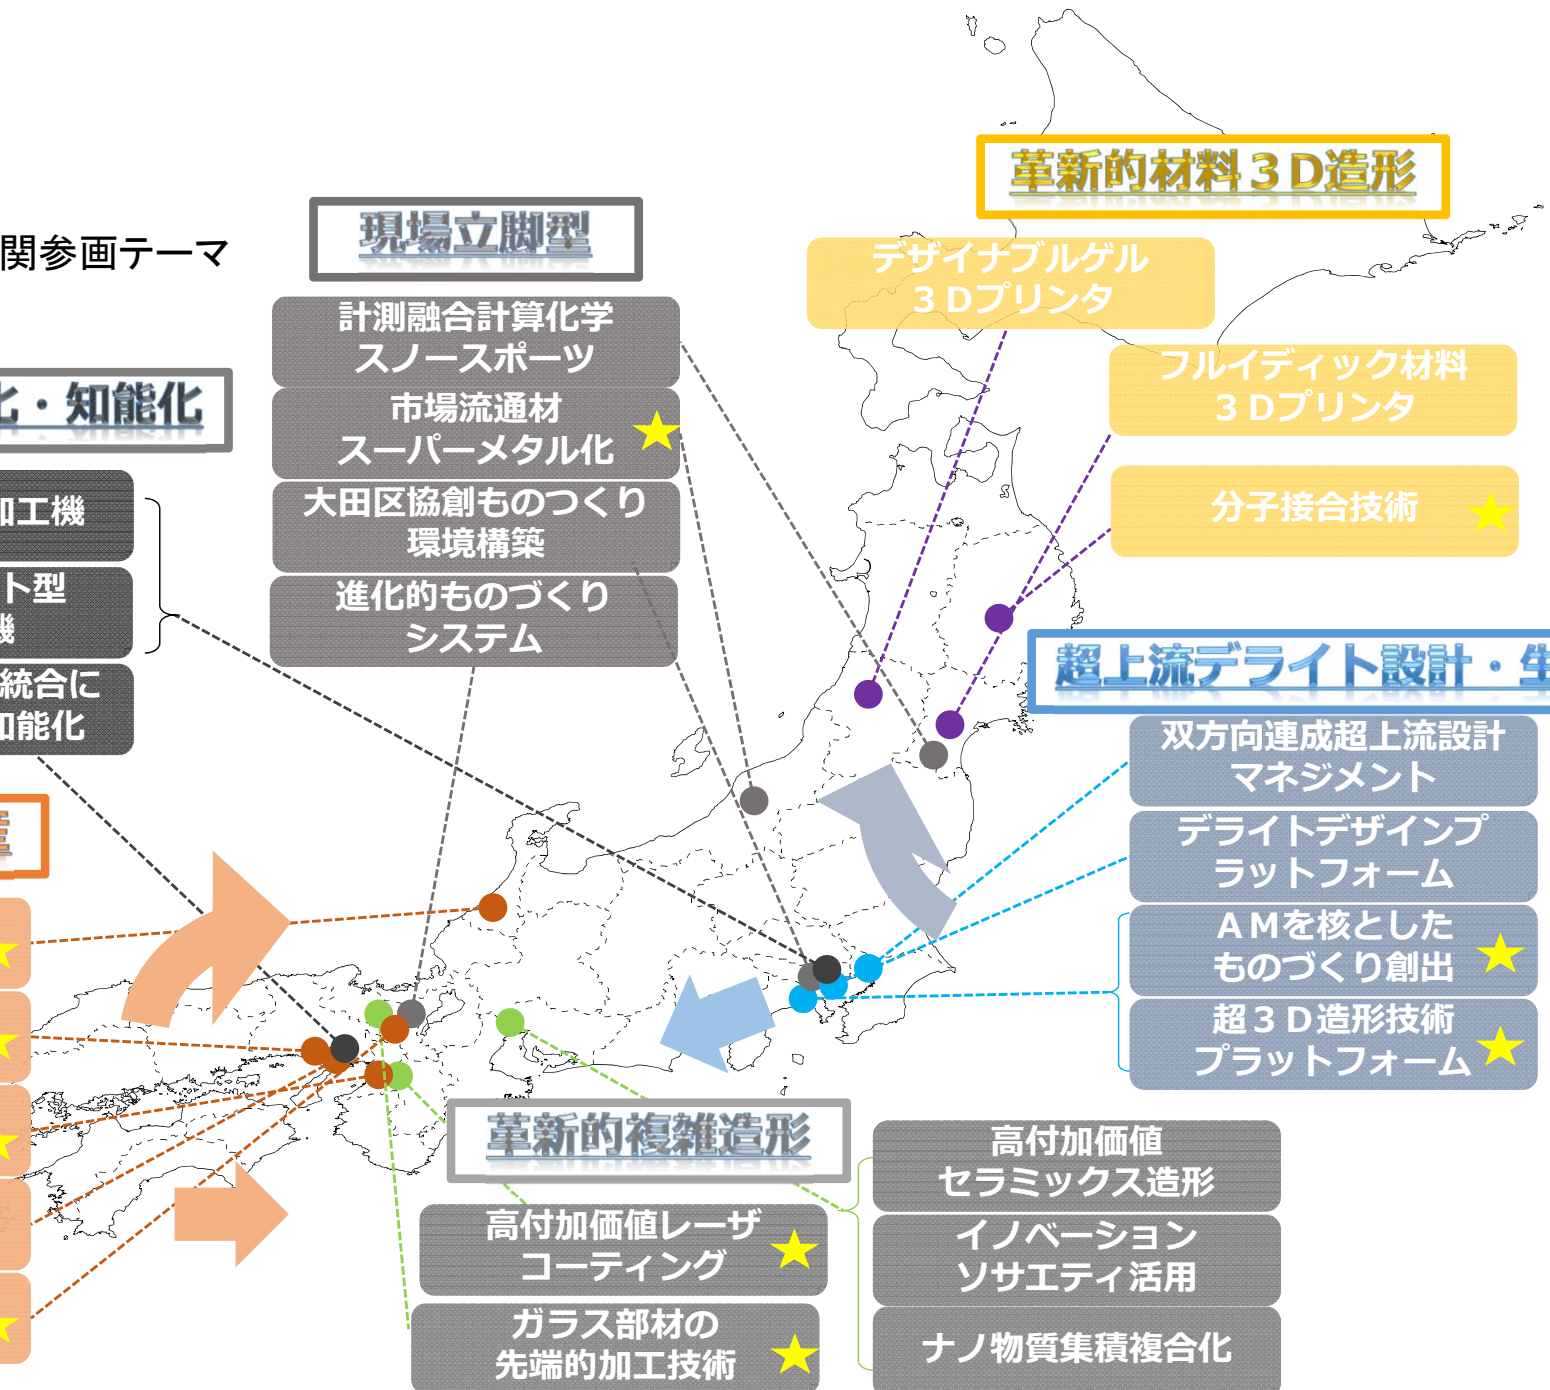 関参画テーマ
現場立脚型
計測融合計算化学
スノースポーツ
市場流通材
スーパーメタル化
大田区協創ものつくり
環境構築
進化的ものづくり
システム
革新的材料３Ｄ造形
デザイナブルゲル
３Ｄプリンタ
フルイディック材料
３Ｄプリンタ
分子接合技術
化・知能化
加工機
ト型
機
統合に
知能化
産
超上流デライト設計・生
双方向連成超上流設計
マネジメント
デライトデザインプ
ラットフォーム
ＡＭを核とした
ものづくり創出
超３Ｄ造形技術
プラットフォーム
革新的複雑造形
高付加価値レーザ
コーティング
ガラス部材の
先端的加工技術
高付加価値
セラミックス造形
イノベーション
ソサエティ活用
ナノ物質集積複合化